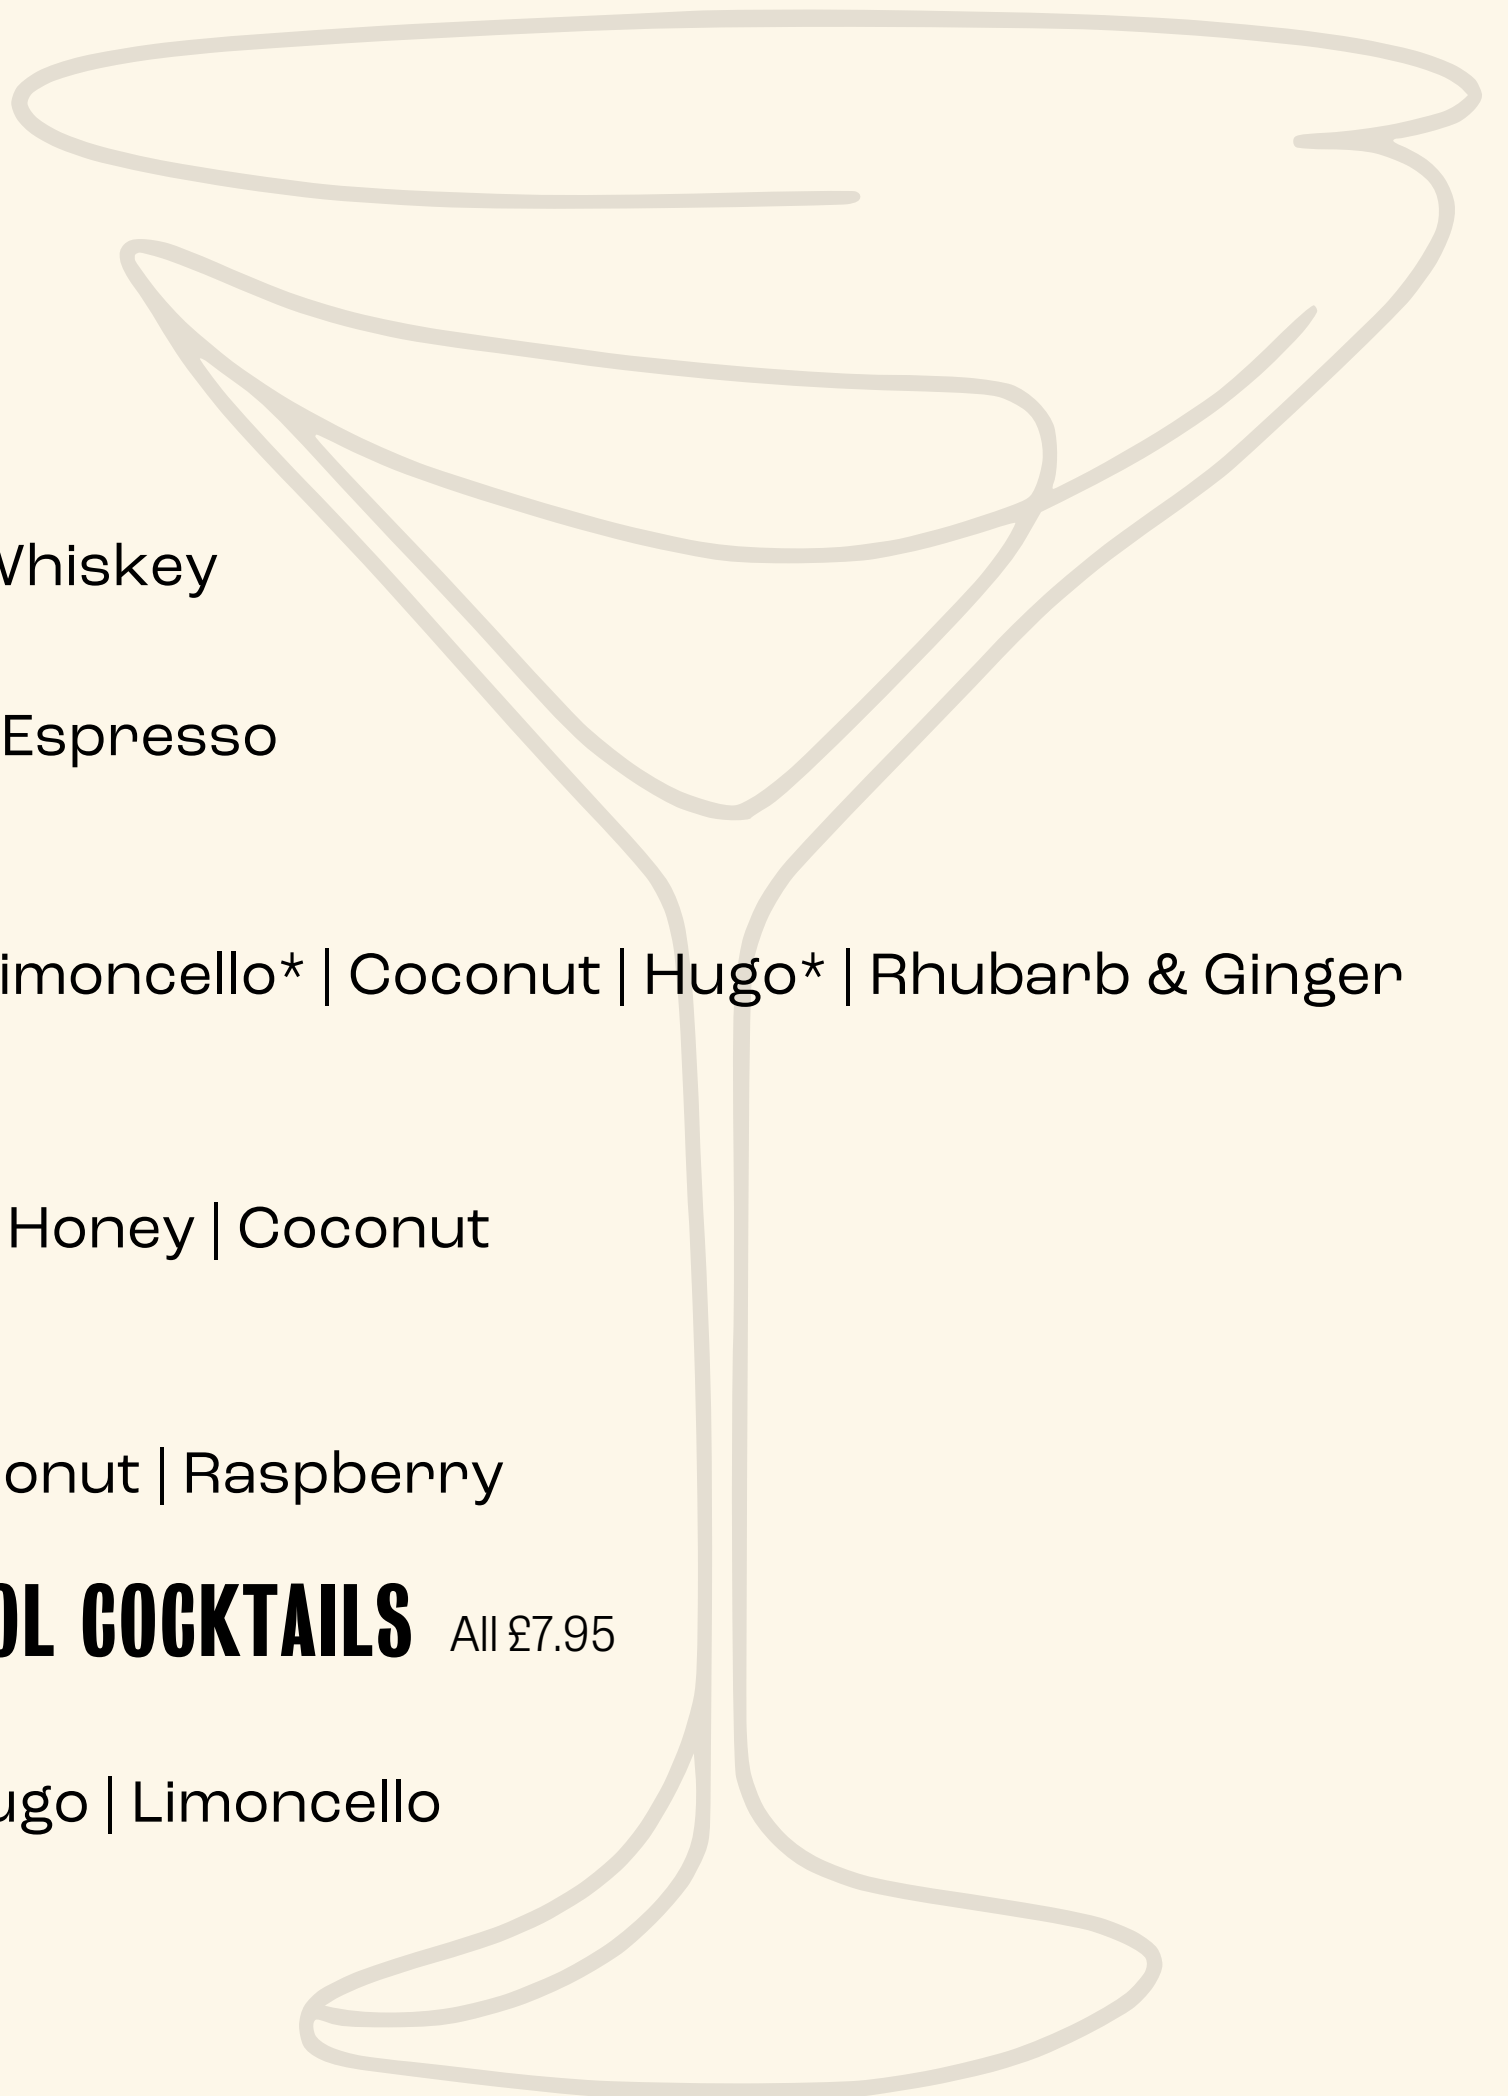 Whiskey
Espresso
imoncello* | Coconut | Hugo* | Rhubarb & Ginger
Honey | Coconut
onut | Raspberry
OL COCKTAILS All £7.95
ugo | Limoncello